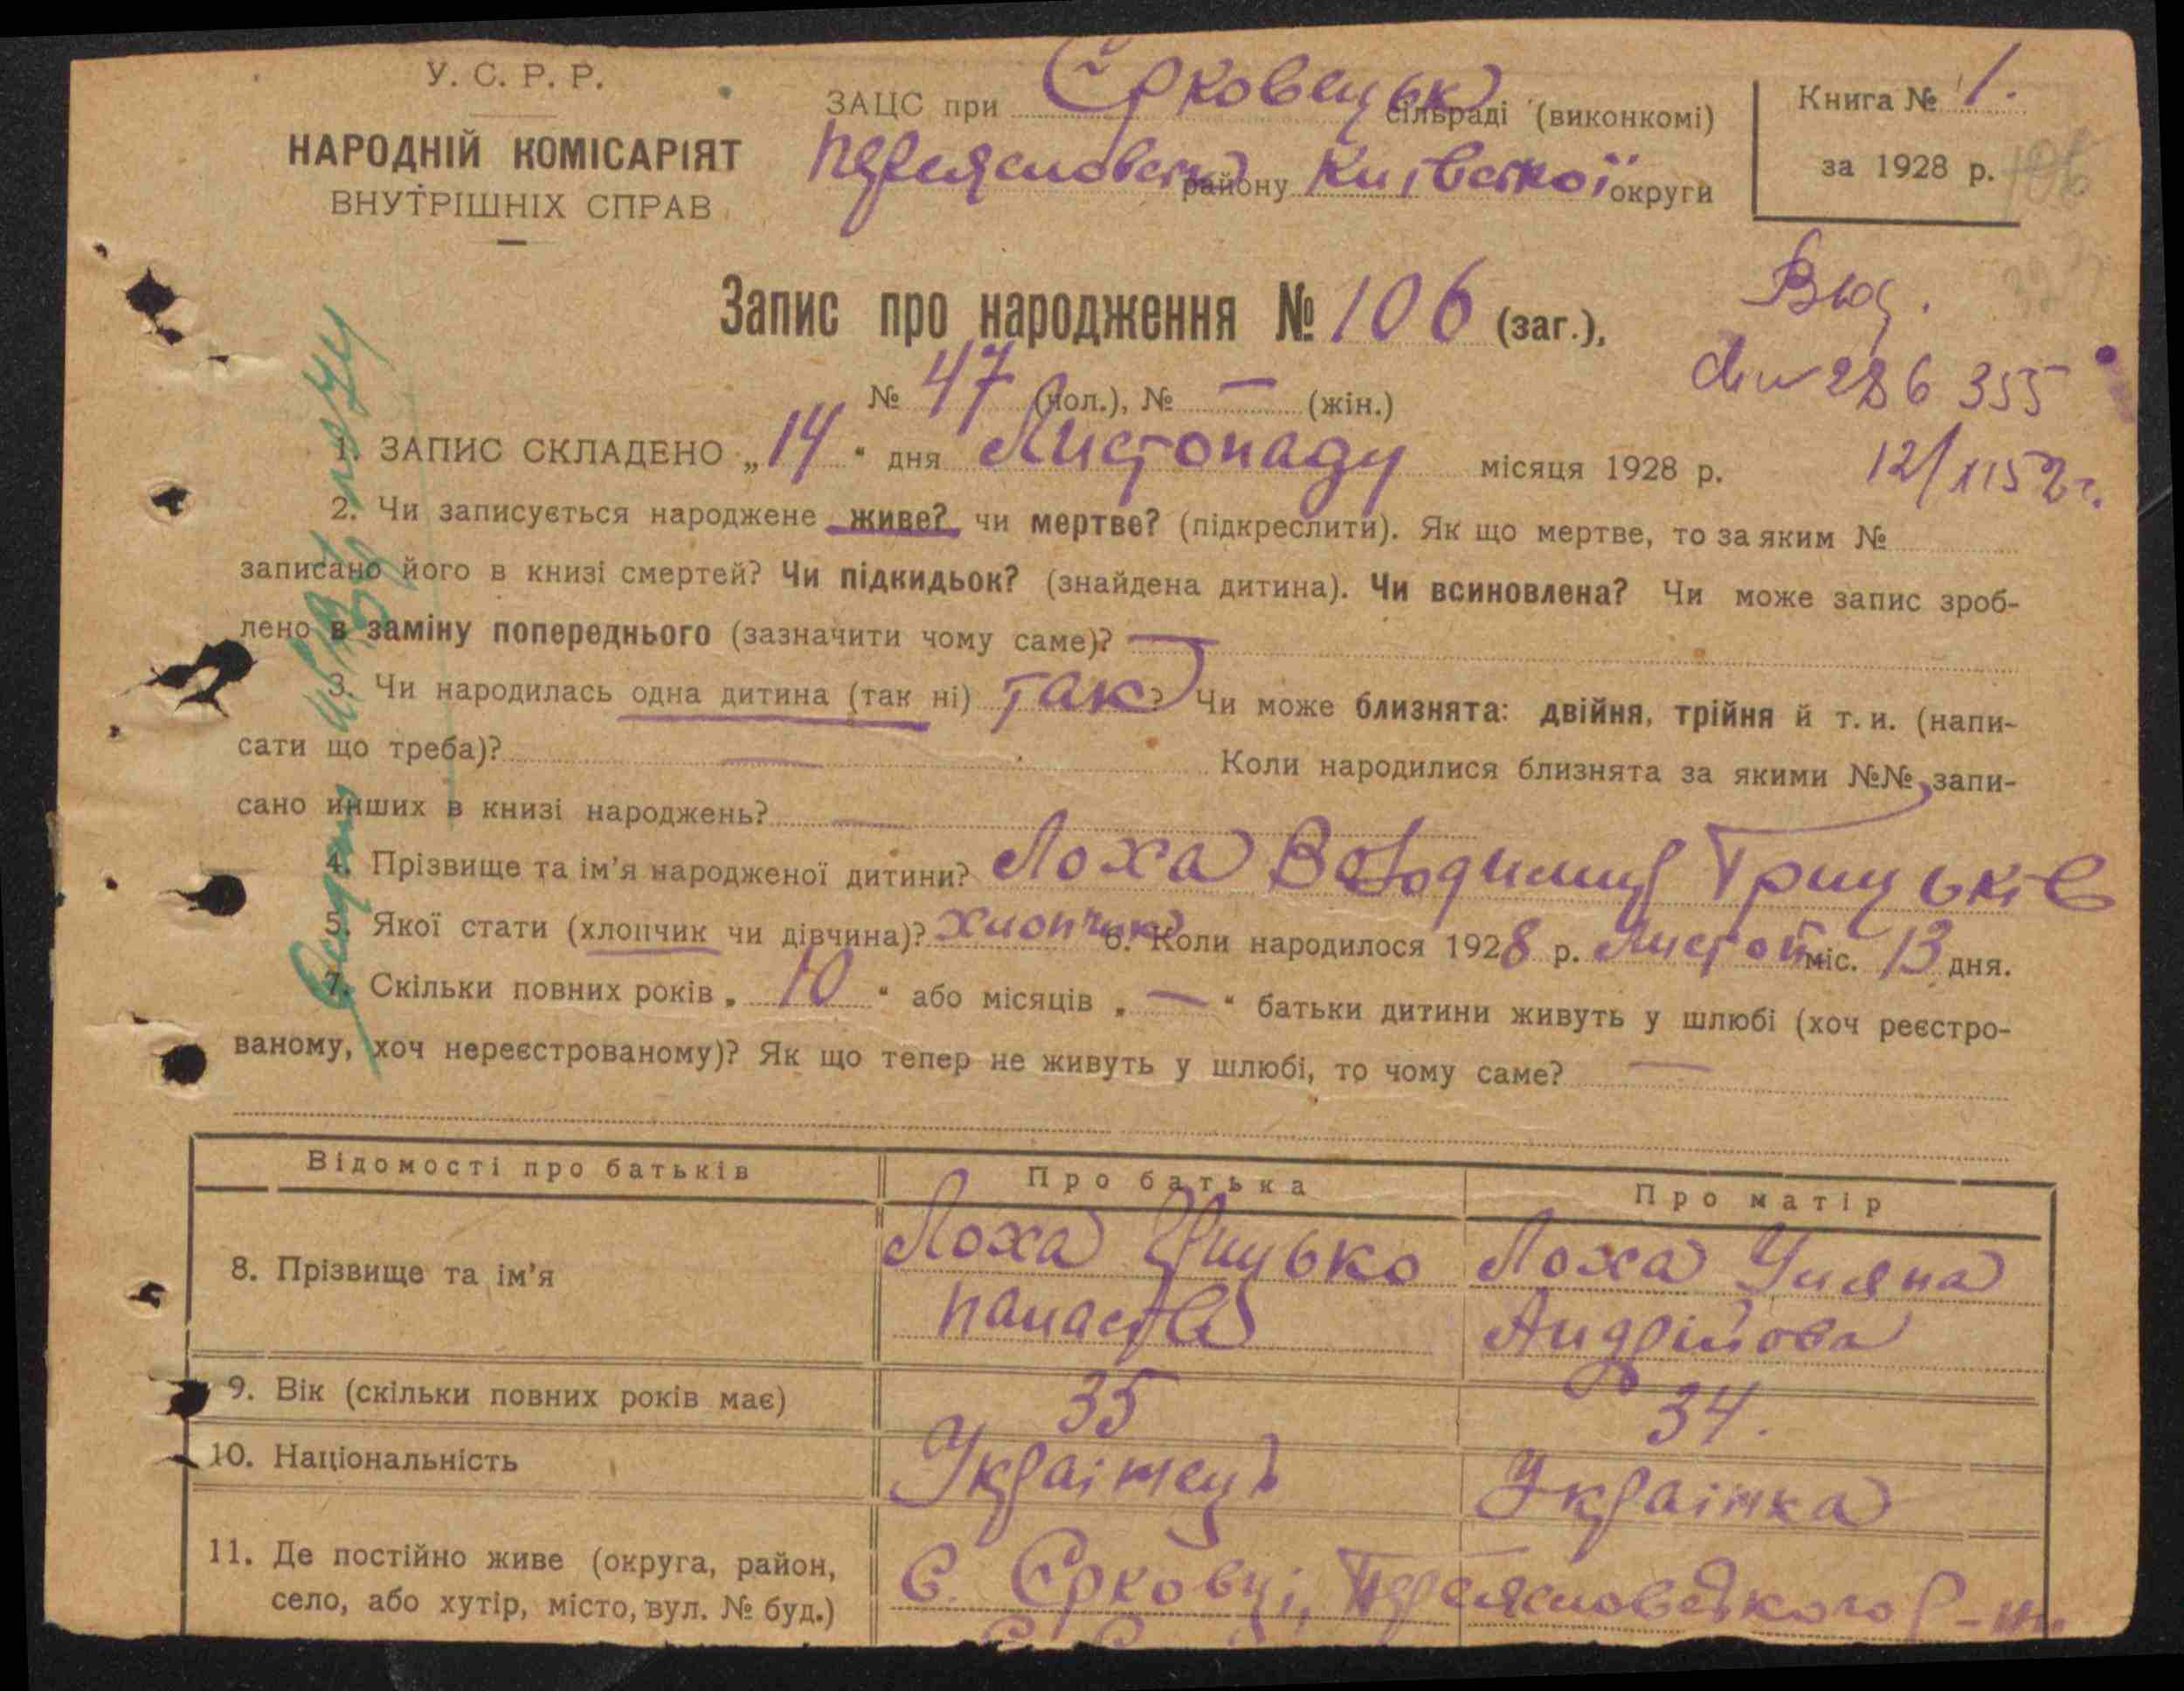 У. С. Р. Р.
НАРОДНІЙ КОМІСАРІЯТ
ВНУТРІШНІХ СПРАВ
ЗАЦС при Єрковецьк сільраді (виконкомі)
Переясловськ району Київської округи
Книга № 1.
за 1928 р.
106
Запис про народження № 106 (заг.),
№ 47 (чол.), № — (жін.)
286355
1. ЗАПИС СКЛАДЕНО „14" дня Листопаду місяця 1928 р.
2. Чи записується народжене живе? чи мертве? (підкреслити). Як що мертве, то за яким №
записано його в книзі смертей? Чи підкидьок? (знайдена дитина). Чи всиновлена? Чи може запис зроб-
лено в заміну попереднього (зазначити чому саме)? —
3. Чи народилась одна дитина (так ні) Так? Чи може близнята: двійня, трійня й т. и. (напи-
сати що треба)? — Коли народилися близнята за якими №№ запи-
сано инших в книзі народжень? —
4. Прізвище та ім'я народженої дитини? Лоха Володимир Грицьків
5. Якої стати (хлопчик чи дівчина)? Хлопчик 6. Коли народилося 1928 р. Листоп міс. 13 дня.
7. Скільки повних років „10" або місяців „—" батьки дитини живуть у шлюбі (хоч реєстро-
ваному, хоч нереєстрованому)? Як що тепер не живуть у шлюбі, то чому саме? —
Відомості про батьків Про батька Про матір
8. Прізвище та ім'я Лоха Грицько Лоха Уляна
Панасів Андрійова
9. Вік (скільки повних років має) 35 34.
10. Національність Українець Українка
11. Де постійно живе (округа, район,
село, або хутір, місто, вул. № буд.)
С. Єрковці, Переясловського р-ну